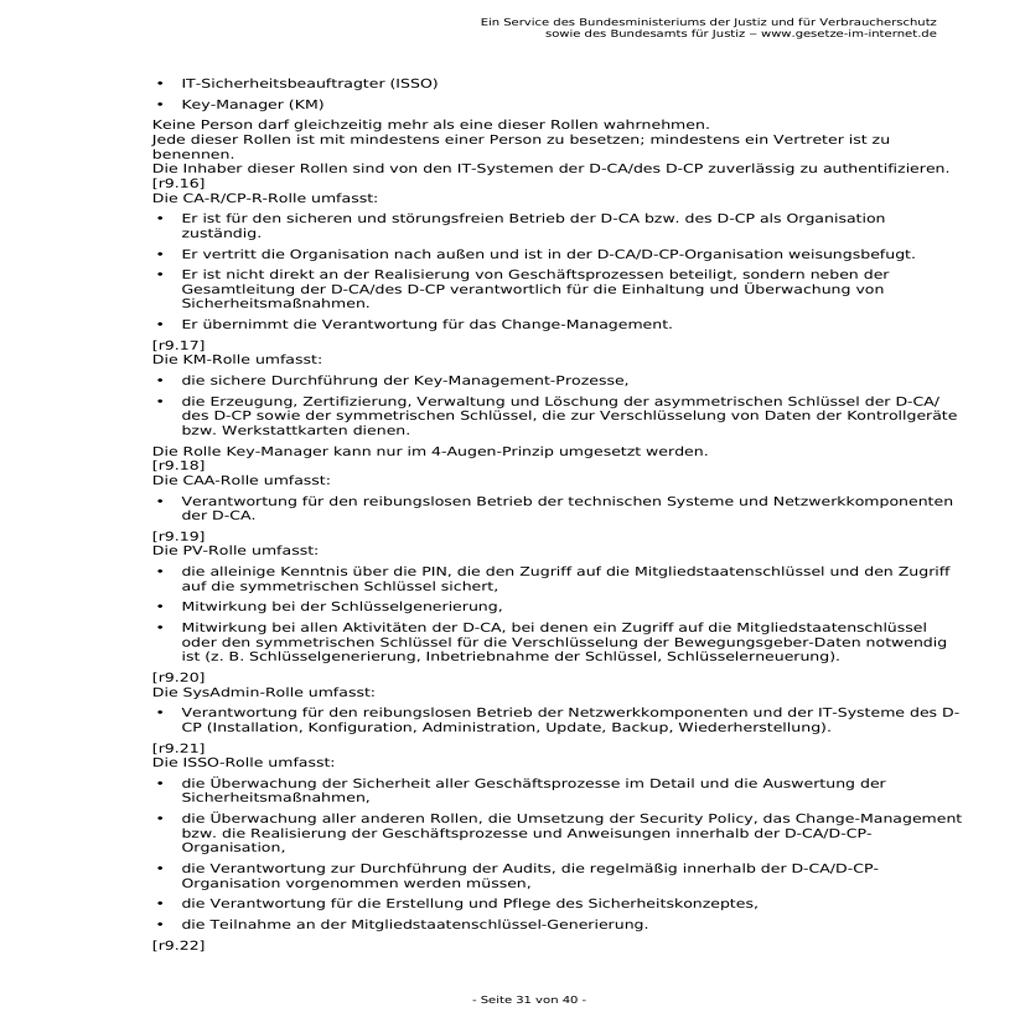 Ein Service des Bundesministeriums der Justiz und für Verbraucherschutz
sowie des Bundesamts für Justiz – www.gesetze-im-internet.de
• IT-Sicherheitsbeauftragter (ISSO)
• Key-Manager (KM)
Keine Person darf gleichzeitig mehr als eine dieser Rollen wahrnehmen.
Jede dieser Rollen ist mit mindestens einer Person zu besetzen; mindestens ein Vertreter ist zu
benennen.
Die Inhaber dieser Rollen sind von den IT-Systemen der D-CA/des D-CP zuverlässig zu authentifizieren.
[r9.16]
Die CA-R/CP-R-Rolle umfasst:
• Er ist für den sicheren und störungsfreien Betrieb der D-CA bzw. des D-CP als Organisation
zuständig.
• Er vertritt die Organisation nach außen und ist in der D-CA/D-CP-Organisation weisungsbefugt.
• Er ist nicht direkt an der Realisierung von Geschäftsprozessen beteiligt, sondern neben der
Gesamtleitung der D-CA/des D-CP verantwortlich für die Einhaltung und Überwachung von
Sicherheitsmaßnahmen.
• Er übernimmt die Verantwortung für das Change-Management.
[r9.17]
Die KM-Rolle umfasst:
• die sichere Durchführung der Key-Management-Prozesse,
• die Erzeugung, Zertifizierung, Verwaltung und Löschung der asymmetrischen Schlüssel der D-CA/
des D-CP sowie der symmetrischen Schlüssel, die zur Verschlüsselung von Daten der Kontrollgeräte
bzw. Werkstattkarten dienen.
Die Rolle Key-Manager kann nur im 4-Augen-Prinzip umgesetzt werden.
[r9.18]
Die CAA-Rolle umfasst:
• Verantwortung für den reibungslosen Betrieb der technischen Systeme und Netzwerkkomponenten
der D-CA.
[r9.19]
Die PV-Rolle umfasst:
• die alleinige Kenntnis über die PIN, die den Zugriff auf die Mitgliedstaatenschlüssel und den Zugriff
auf die symmetrischen Schlüssel sichert,
• Mitwirkung bei der Schlüsselgenerierung,
• Mitwirkung bei allen Aktivitäten der D-CA, bei denen ein Zugriff auf die Mitgliedstaatenschlüssel
oder den symmetrischen Schlüssel für die Verschlüsselung der Bewegungsgeber-Daten notwendig
ist (z. B. Schlüsselgenerierung, Inbetriebnahme der Schlüssel, Schlüsselerneuerung).
[r9.20]
Die SysAdmin-Rolle umfasst:
• Verantwortung für den reibungslosen Betrieb der Netzwerkkomponenten und der IT-Systeme des D-
CP (Installation, Konfiguration, Administration, Update, Backup, Wiederherstellung).
[r9.21]
Die ISSO-Rolle umfasst:
• die Überwachung der Sicherheit aller Geschäftsprozesse im Detail und die Auswertung der
Sicherheitsmaßnahmen,
• die Überwachung aller anderen Rollen, die Umsetzung der Security Policy, das Change-Management
bzw. die Realisierung der Geschäftsprozesse und Anweisungen innerhalb der D-CA/D-CP-
Organisation,
• die Verantwortung zur Durchführung der Audits, die regelmäßig innerhalb der D-CA/D-CP-
Organisation vorgenommen werden müssen,
• die Verantwortung für die Erstellung und Pflege des Sicherheitskonzeptes,
• die Teilnahme an der Mitgliedstaatenschlüssel-Generierung.
[r9.22]
- Seite 31 von 40 -